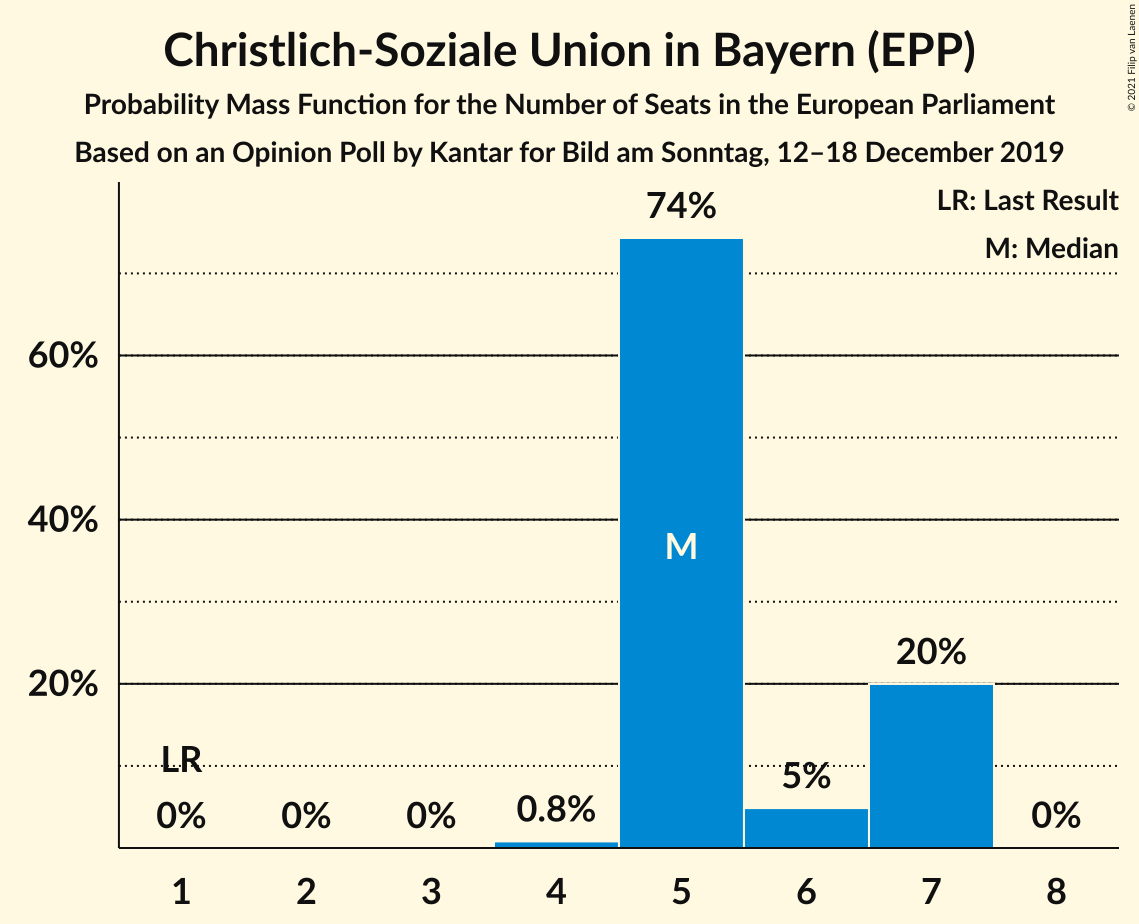 Christlich-Soziale Union in Bayern (EPP)
Probability Mass Function for the Number of Seats in the European Parliament
Based on an Opinion Poll by Kantar for Bild am Sonntag, 12–18 December 2019
© 2021 Filip van Laenen
LR: Last Result
M: Median
74%
60%
40%
M
20%
20%
LR
0%
0%
0%
0.8%
5%
0%
1 2 3 4 5 6 7 8